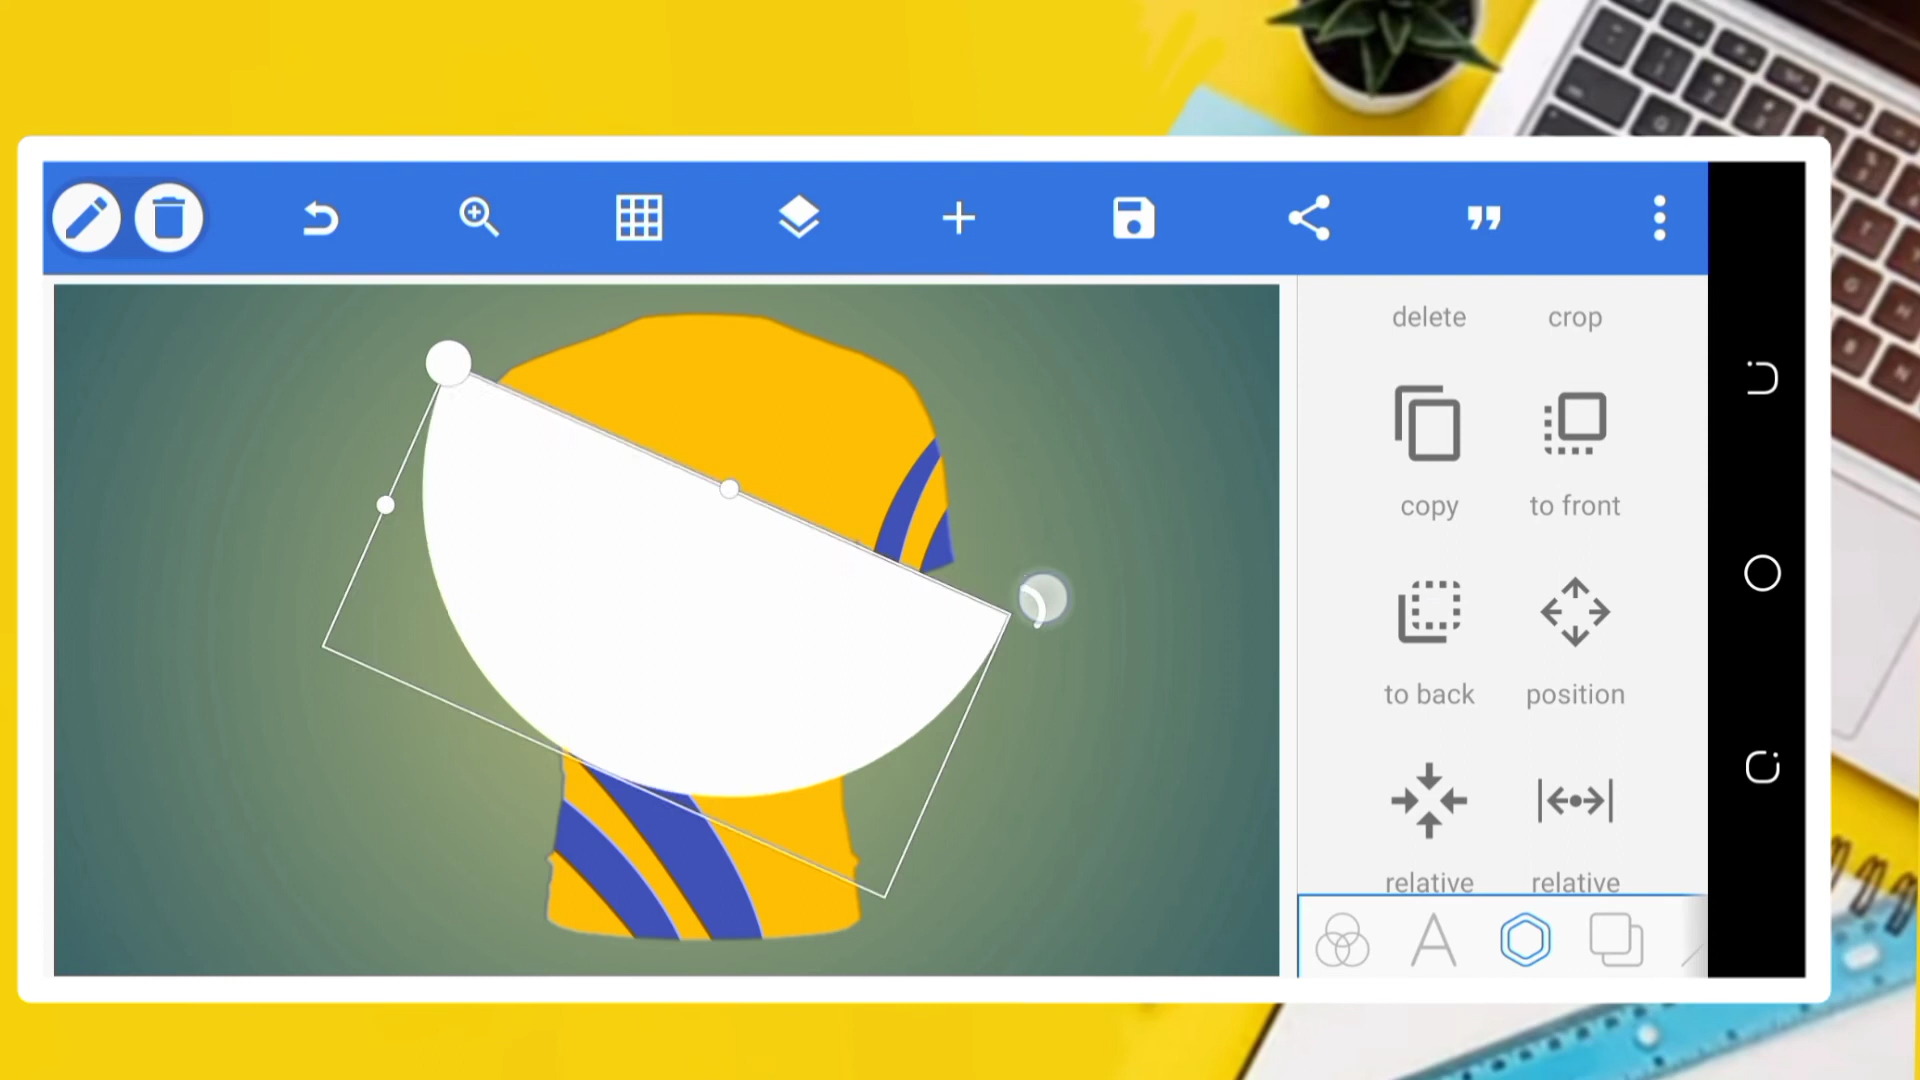 delete crop
copy to front
to back position
relative relative